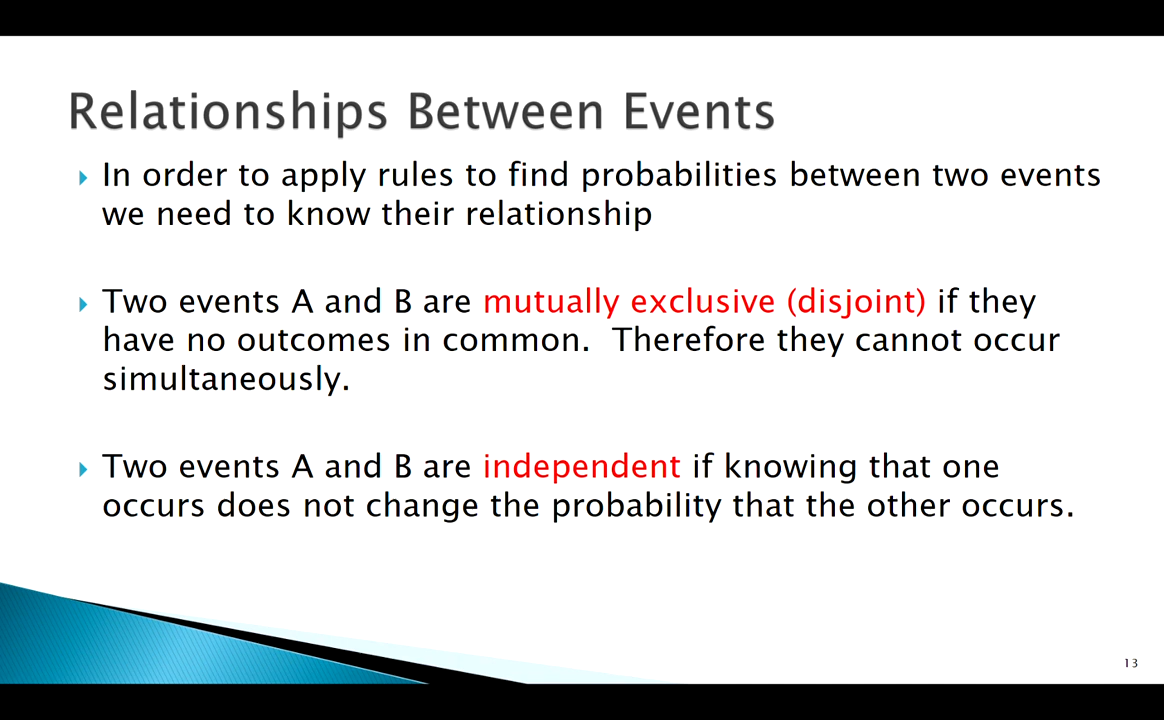 Relationships Between Events
In order to apply rules to find probabilities between two events
we need to know their relationship
Two events A and B are mutually exclusive (disjoint) if they
have no outcomes in common.  Therefore they cannot occur
simultaneously.
Two events A and B are independent if knowing that one
occurs does not change the probability that the other occurs.
13